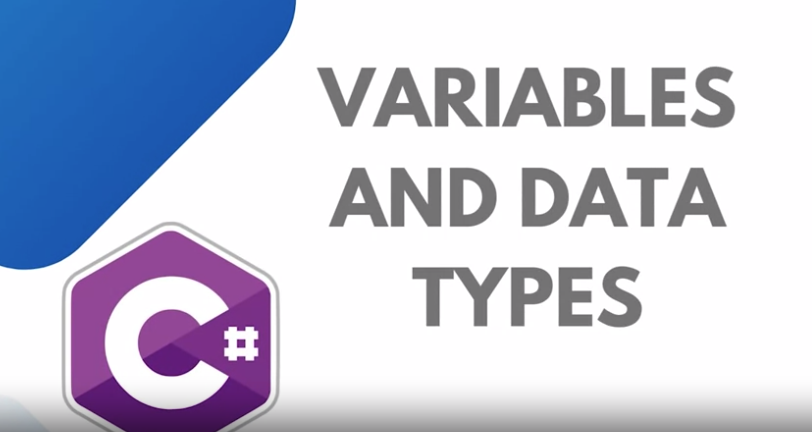 VARIABLES
AND DATA
TYPES
C#